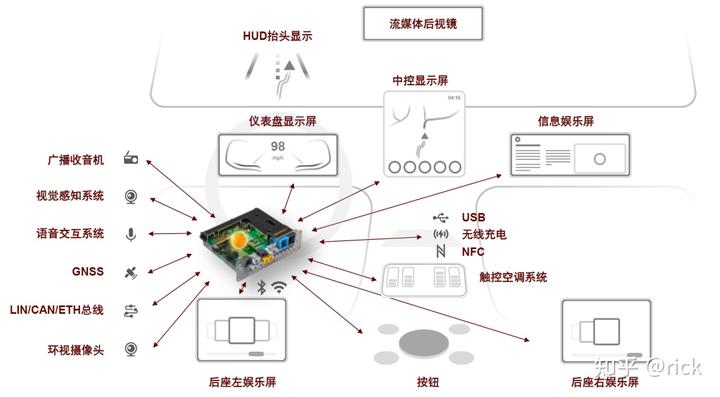 流媒体后视镜
HUD抬头显示
中控显示屏
04:16
仪表盘显示屏
信息娱乐屏
98
mph
广播收音机
视觉感知系统
语音交互系统
GNSS
LIN/CAN/ETH总线
环视摄像头
USB
无线充电
NFC
触控空调系统
后座左娱乐屏
按钮
后座右娱乐屏
知乎 @rick